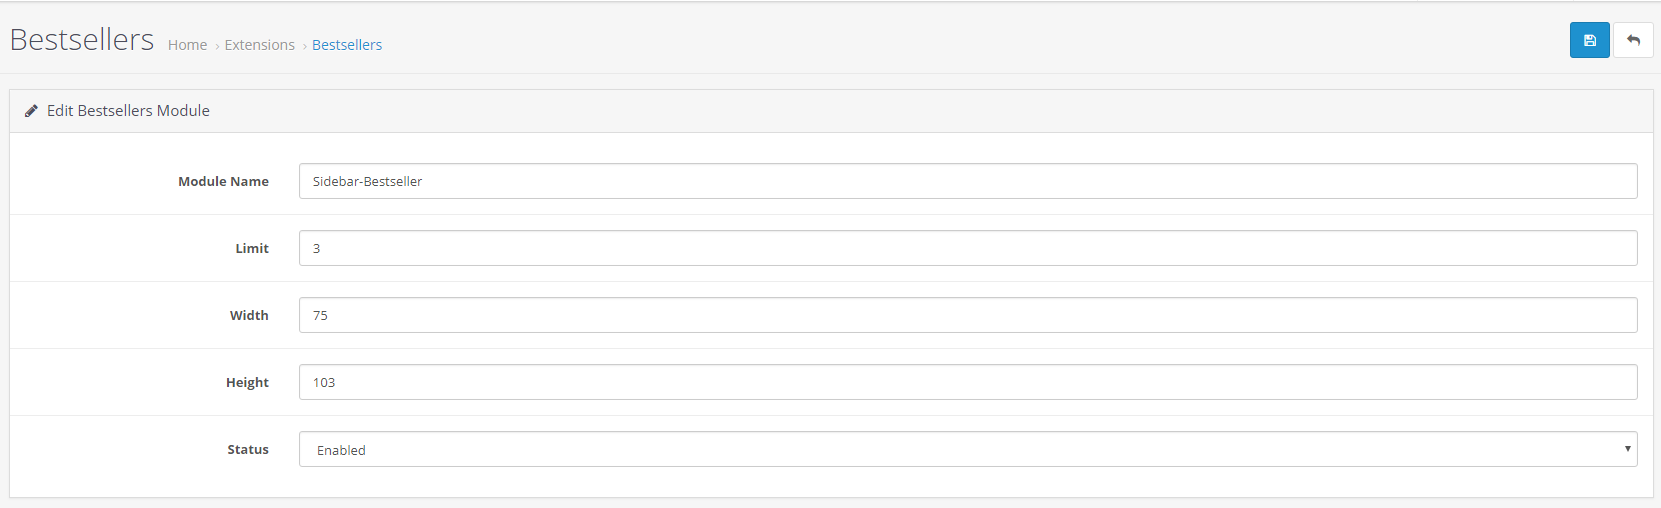 Bestsellers Home › Extensions › Bestsellers
Edit Bestsellers Module
Module Name Sidebar-Bestseller
Limit 3
Width 75
Height 103
Status Enabled